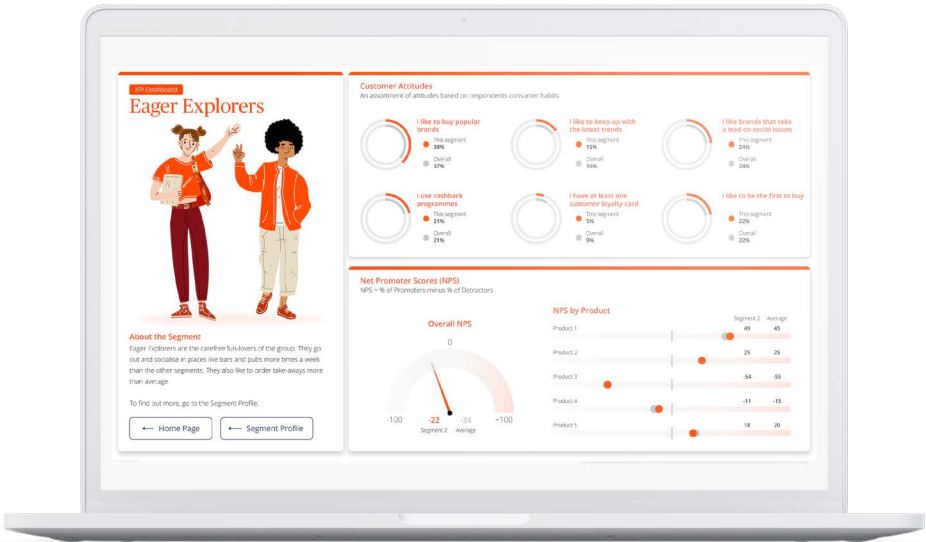 KPI Dashboard
Eager Explorers
About the Segment
Eager Explorers are the carefree fun-lovers of the group. They go
out and socialise in places like bars and pubs more times a week
than the other segments. They also like to order take-aways more
than average.
To find out more, go to the Segment Profile.
← Home Page
← Segment Profile
Customer Attitudes
An assortment of attitudes based on respondents consumer habits.
I like to buy popular
brands
This segment
38%
Overall
37%
I like to keep up with
the latest trends
This segment
15%
Overall
15%
I like brands that take
a lead on social issues
This segment
24%
Overall
24%
I use cashback
programmes
This segment
21%
Overall
21%
I have at least one
customer loyalty card
This segment
5%
Overall
9%
I like to be the first to buy
This segment
22%
Overall
22%
Net Promoter Scores (NPS)
NPS = % of Promoters minus % of Detractors
Overall NPS
0
-100
-22
-24
+100
Segment 2 Average
NPS by Product
Segment 2 Average
Product 1 49 45
Product 2 25 25
Product 3 -54 -55
Product 4 -11 -15
Product 5 18 20